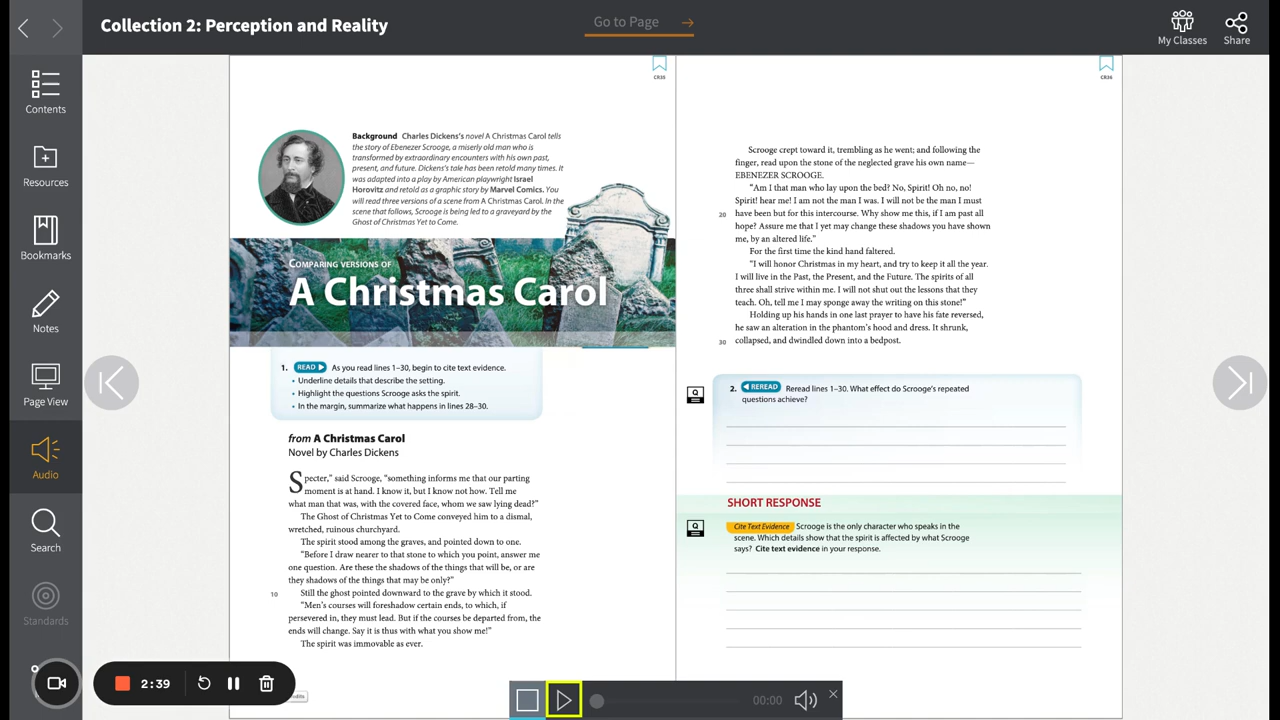 Collection 2: Perception and Reality
Go to Page
My Classes
Share
Contents
Resources
Bookmarks
Notes
Page View
Audio
Search
Standards
CR35
Background Charles Dickens's novel A Christmas Carol tells
the story of Ebenezer Scrooge, a miserly old man who is
transformed by extraordinary encounters with his own past,
present, and future. Dickens's tale has been retold many times. It
was adapted into a play by American playwright Israel
Horovitz and retold as a graphic story by Marvel Comics. You
will read three versions of a scene from A Christmas Carol. In the
scene that follows, Scrooge is being led to a graveyard by the
Ghost of Christmas Yet to Come.
COMPARING VERSIONS OF
A Christmas Carol
1. READ As you read lines 1–30, begin to cite text evidence.
• Underline details that describe the setting.
• Highlight the questions Scrooge asks the spirit.
• In the margin, summarize what happens in lines 28–30.
from A Christmas Carol
Novel by Charles Dickens
Specter," said Scrooge, "something informs me that our parting
moment is at hand. I know it, but I know not how. Tell me
what man that was, with the covered face, whom we saw lying dead?"
The Ghost of Christmas Yet to Come conveyed him to a dismal,
wretched, ruinous churchyard.
The spirit stood among the graves, and pointed down to one.
"Before I draw nearer to that stone to which you point, answer me
one question. Are these the shadows of the things that will be, or are
they shadows of the things that may be only?"
10 Still the ghost pointed downward to the grave by which it stood.
"Men's courses will foreshadow certain ends, to which, if
persevered in, they must lead. But if the courses be departed from, the
ends will change. Say it is thus with what you show me!"
The spirit was immovable as ever.
CR36
Scrooge crept toward it, trembling as he went; and following the
finger, read upon the stone of the neglected grave his own name—
EBENEZER SCROOGE.
"Am I that man who lay upon the bed? No, Spirit! Oh no, no!
Spirit! hear me! I am not the man I was. I will not be the man I must
20 have been but for this intercourse. Why show me this, if I am past all
hope? Assure me that I yet may change these shadows you have shown
me, by an altered life."
For the first time the kind hand faltered.
"I will honor Christmas in my heart, and try to keep it all the year.
I will live in the Past, the Present, and the Future. The spirits of all
three shall strive within me. I will not shut out the lessons that they
teach. Oh, tell me I may sponge away the writing on this stone!"
Holding up his hands in one last prayer to have his fate reversed,
he saw an alteration in the phantom's hood and dress. It shrunk,
30 collapsed, and dwindled down into a bedpost.
Q
2. REREAD Reread lines 1–30. What effect do Scrooge's repeated
questions achieve?
SHORT RESPONSE
Q
Cite Text Evidence Scrooge is the only character who speaks in the
scene. Which details show that the spirit is affected by what Scrooge
says? Cite text evidence in your response.
2:39
00:00